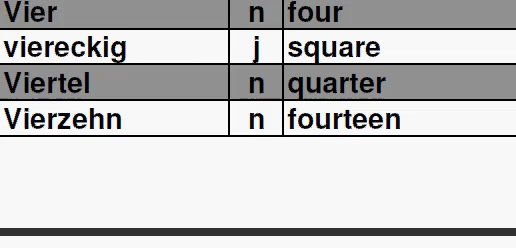 Vier n four
viereckig j square
Viertel n quarter
Vierzehn n fourteen